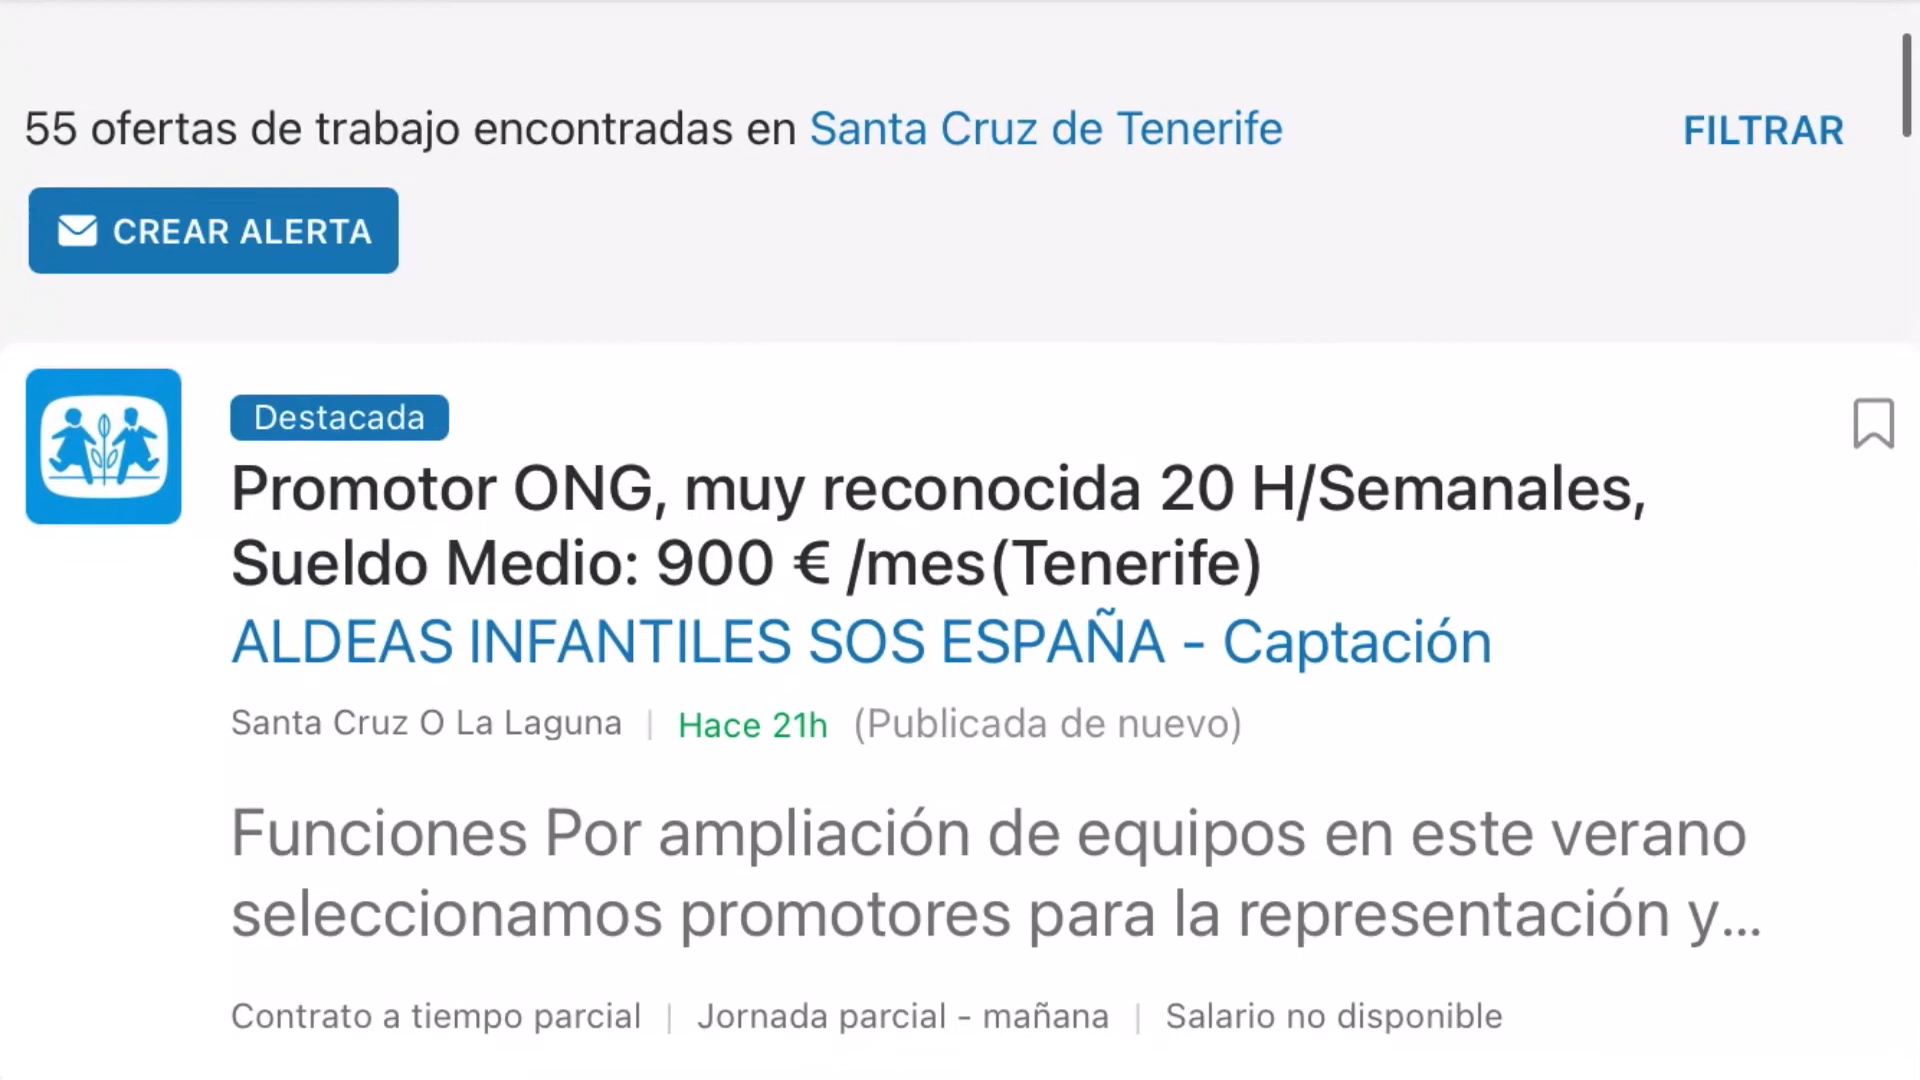 55 ofertas de trabajo encontradas en Santa Cruz de Tenerife
FILTRAR
CREAR ALERTA
Destacada
Promotor ONG, muy reconocida 20 H/Semanales,
Sueldo Medio: 900 € /mes(Tenerife)
ALDEAS INFANTILES SOS ESPAÑA - Captación
Santa Cruz O La Laguna | Hace 21h (Publicada de nuevo)
Funciones Por ampliación de equipos en este verano
seleccionamos promotores para la representación y...
Contrato a tiempo parcial | Jornada parcial - mañana | Salario no disponible